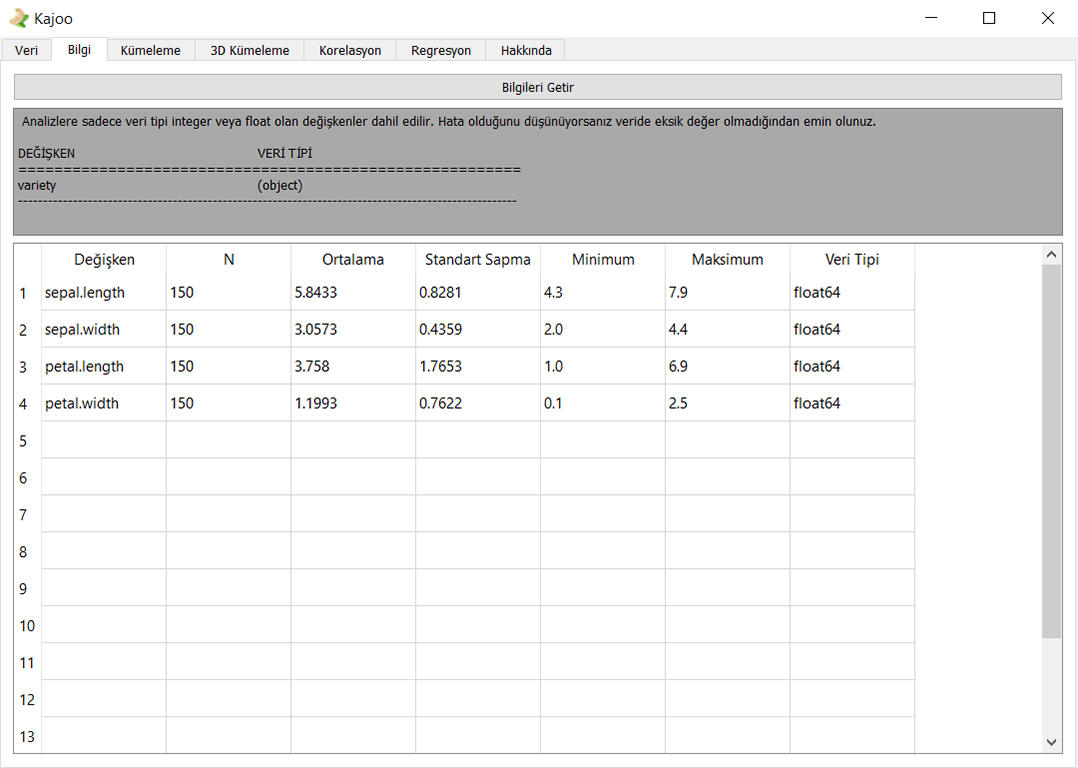 Kajoo
Veri Bilgi Kümeleme 3D Kümeleme Korelasyon Regresyon Hakkında
Bilgileri Getir
Analizlere sadece veri tipi integer veya float olan değişkenler dahil edilir. Hata olduğunu düşünüyorsanız veride eksik değer olmadığından emin olunuz.
DEĞİŞKEN VERİ TİPİ
========================================================
variety (object)
----------------------------------------------------------------------------------------------------
Değişken N Ortalama Standart Sapma Minimum Maksimum Veri Tipi
1 sepal.length 150 5.8433 0.8281 4.3 7.9 float64
2 sepal.width 150 3.0573 0.4359 2.0 4.4 float64
3 petal.length 150 3.758 1.7653 1.0 6.9 float64
4 petal.width 150 1.1993 0.7622 0.1 2.5 float64
5
6
7
8
9
10
11
12
13